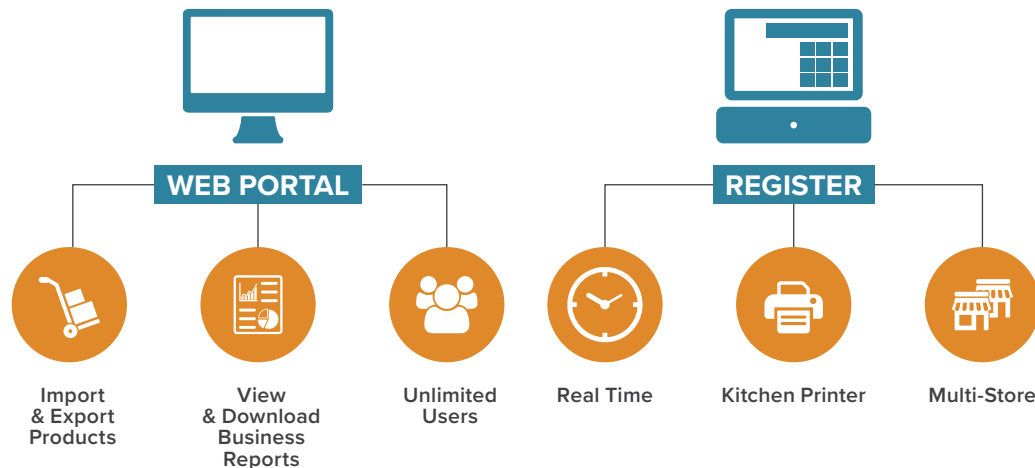 WEB PORTAL
REGISTER
Import
& Export
Products
View
& Download
Business
Reports
Unlimited
Users
Real Time
Kitchen Printer
Multi-Store